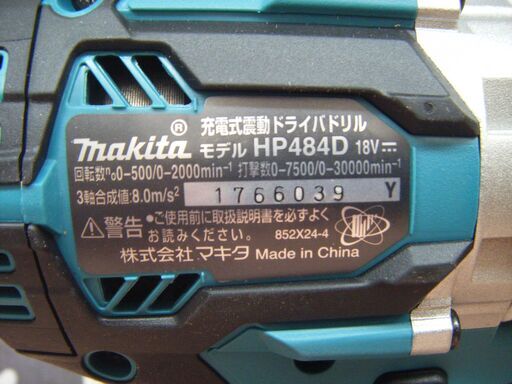 充電式震動ドライバドリル
makita® モデル HP484D 18V⎓
回転数n₀0-500/0-2000min⁻¹ 打撃数0-7500/0-30000min⁻¹
3軸合成値:8.0m/s² 1766039 Y
⚠警告 ●ご使用前に取扱説明書を必ずよく
お読みください。 852X24-4
株式会社 マキタ Made in China